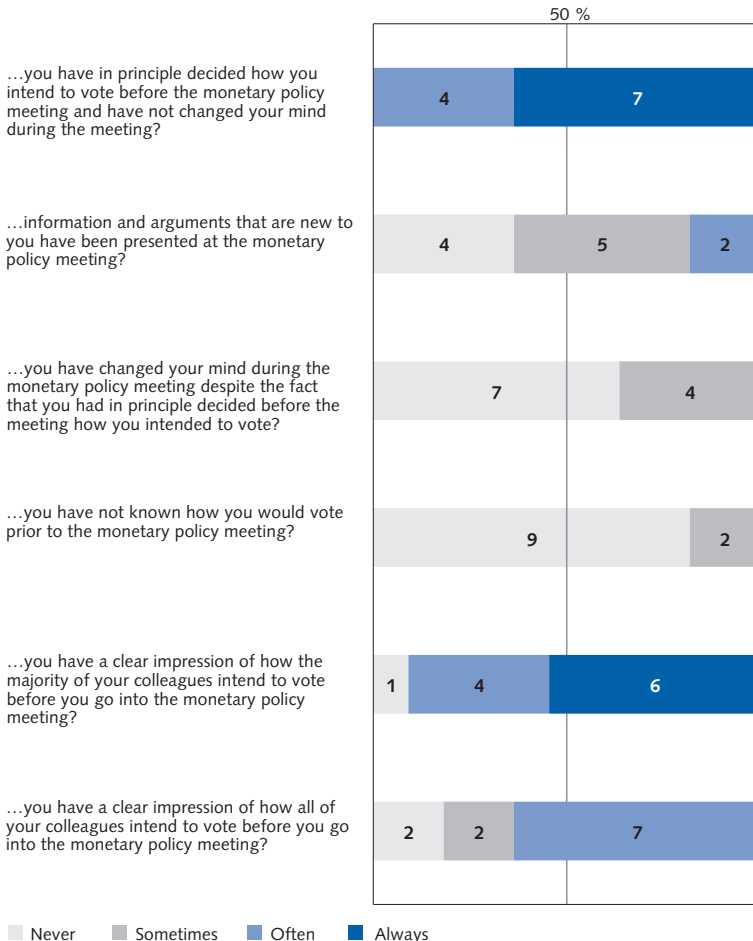 50 %
…you have in principle decided how you
intend to vote before the monetary policy
meeting and have not changed your mind
during the meeting?
4
7
…information and arguments that are new to
you have been presented at the monetary
policy meeting?
4
5
2
…you have changed your mind during the
monetary policy meeting despite the fact
that you had in principle decided before the
meeting how you intended to vote?
7
4
…you have not known how you would vote
prior to the monetary policy meeting?
9
2
…you have a clear impression of how the
majority of your colleagues intend to vote
before you go into the monetary policy
meeting?
1
4
6
…you have a clear impression of how all of
your colleagues intend to vote before you go
into the monetary policy meeting?
2
2
7
Never
Sometimes
Often
Always